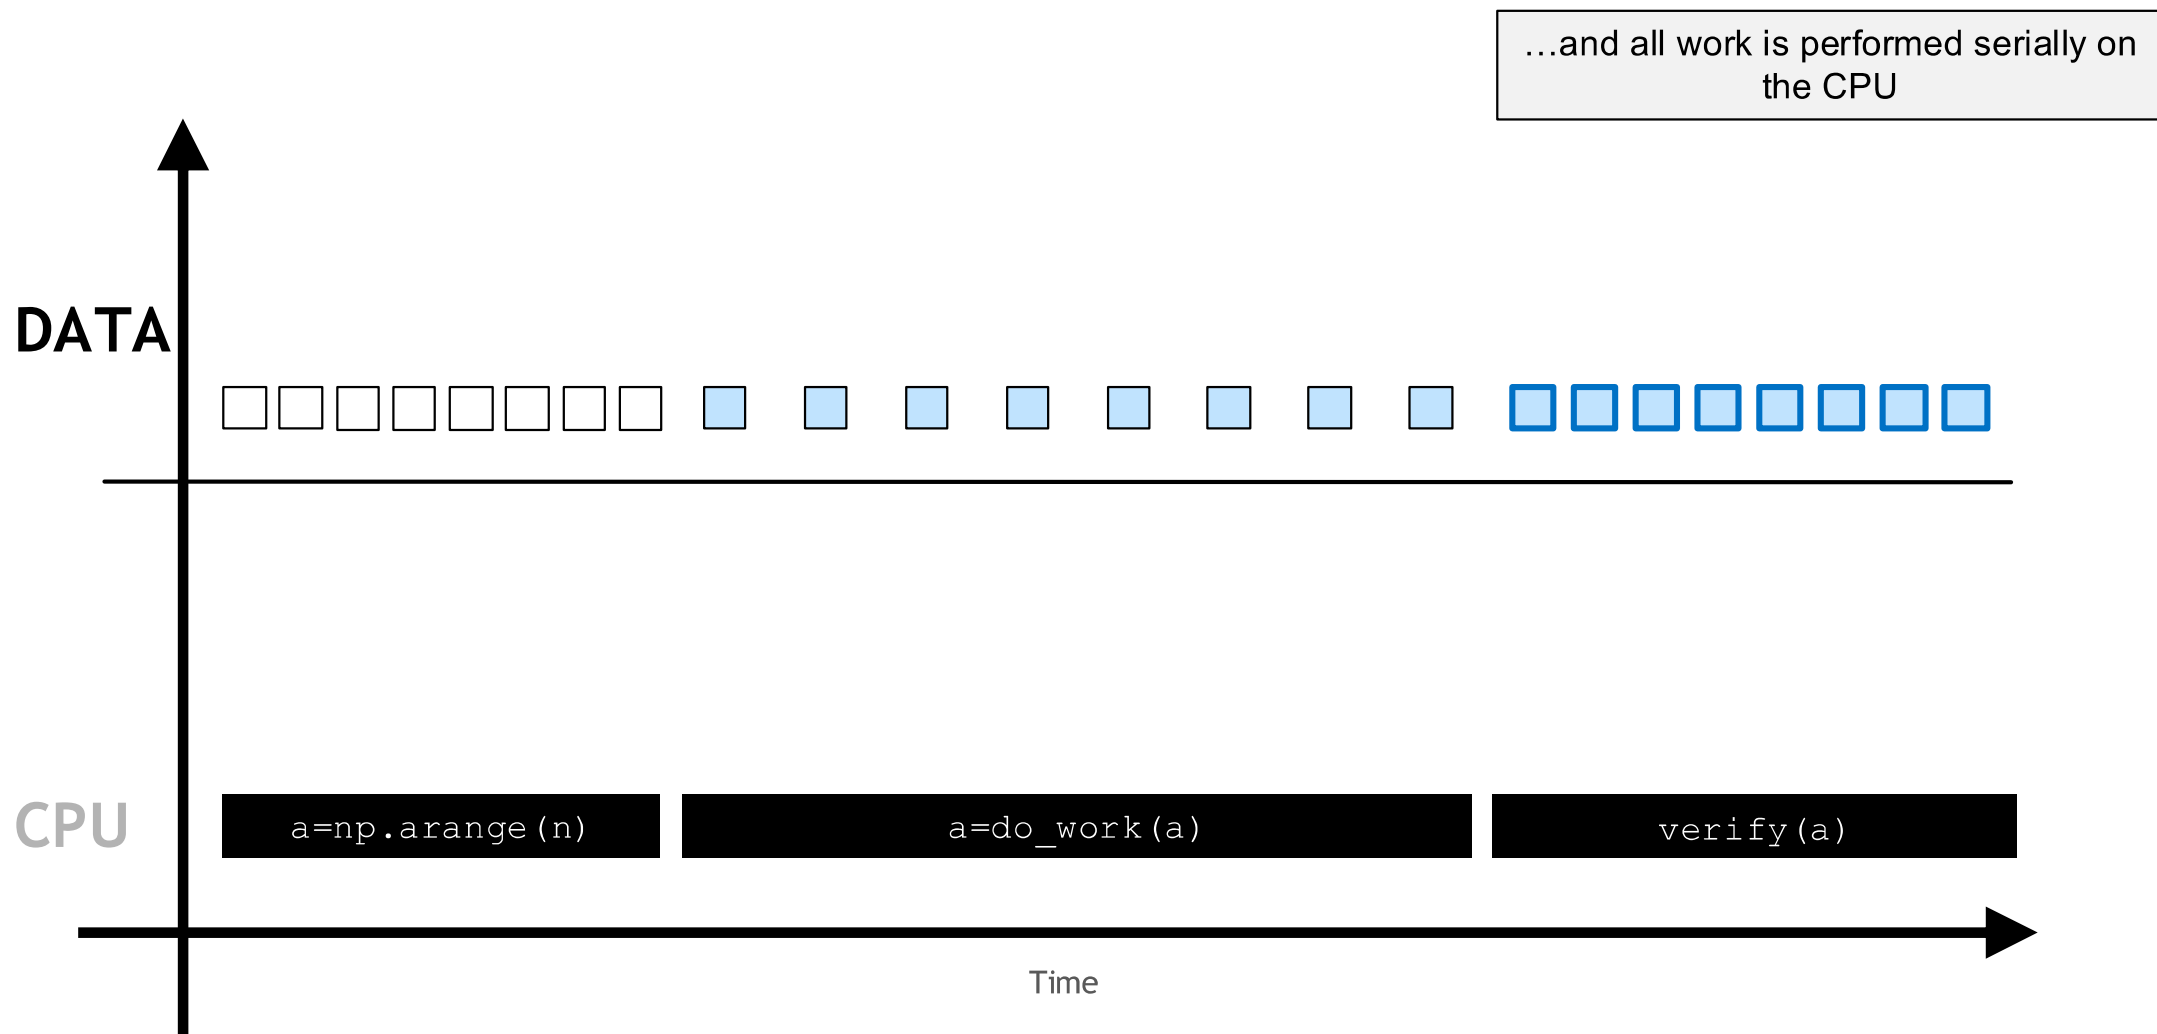 …and all work is performed serially on
the CPU
DATA
CPU
a=np.arange(n)
a=do_work(a)
verify(a)
Time